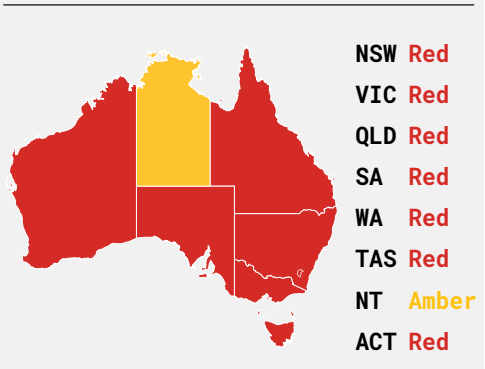 NSW Red
VIC Red
QLD Red
SA Red
WA Red
TAS Red
NT Amber
ACT Red